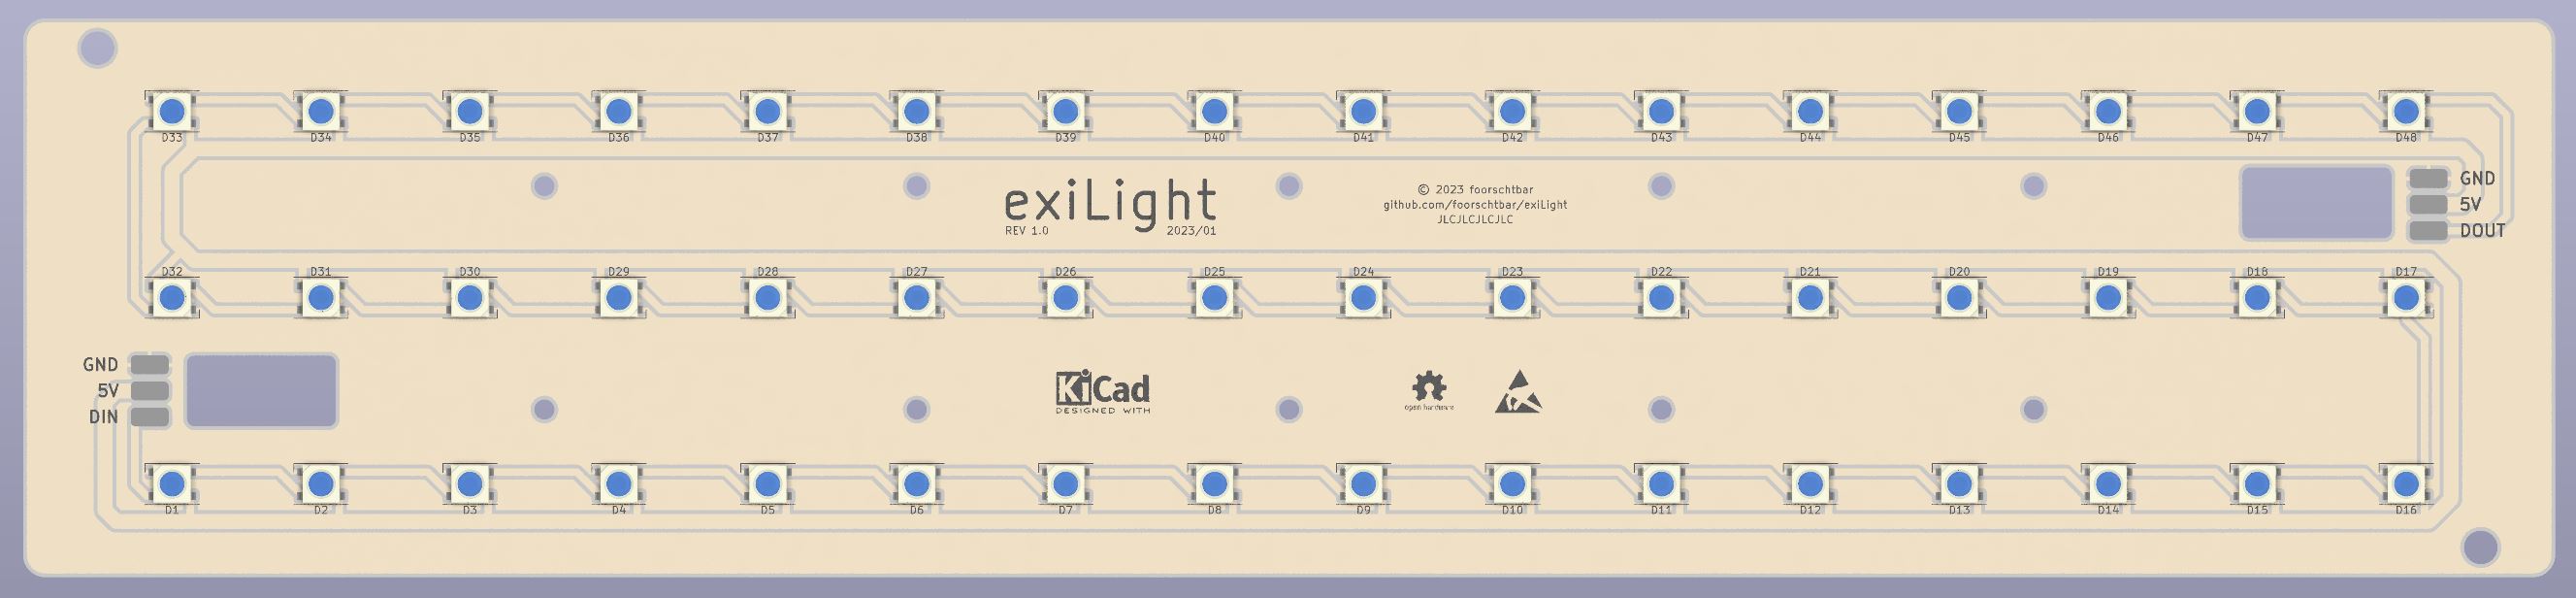 D33 D34 D35 D36 D37 D38 D39 D40 D41 D42 D43 D44 D45 D46 D47 D48
exiLight
REV 1.0 2023/01
© 2023 foorschtbar
github.com/foorschtbar/exiLight
JLCJLCJLCJLC
GND
5V
DOUT
D32 D31 D30 D29 D28 D27 D26 D25 D24 D23 D22 D21 D20 D19 D18 D17
GND
5V
DIN
KiCad
DESIGNED WITH
open hardware
D1 D2 D3 D4 D5 D6 D7 D8 D9 D10 D11 D12 D13 D14 D15 D16